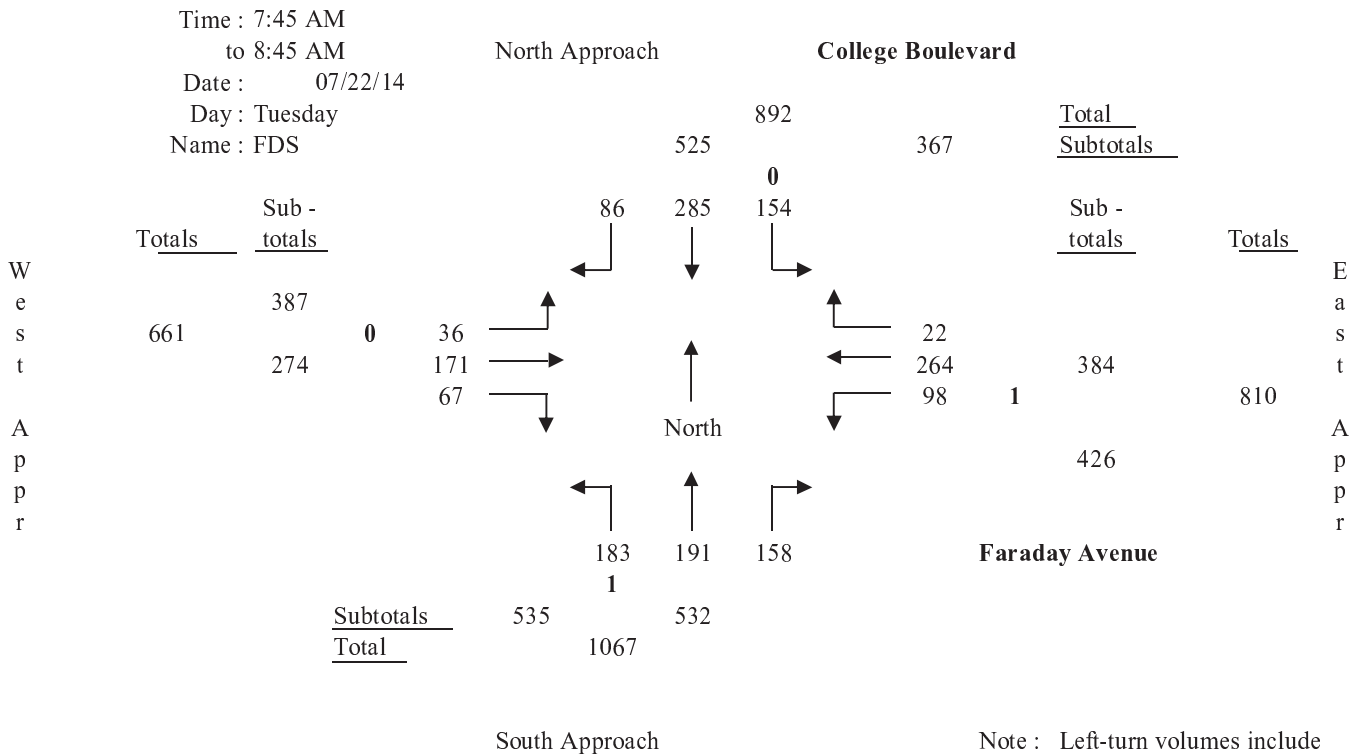 Time : 7:45 AM
to 8:45 AM North Approach College Boulevard
Date : 07/22/14
Day : Tuesday 892 Total
Name : FDS 525 367 Subtotals
0
Sub - 86 285 154 Sub -
Totals totals totals Totals
W E
e 387 a
s 661 0 36 22 s
t 274 171 264 384 t
67 98 1 810
A North A
p 426 p
p p
r r
183 191 158 Faraday Avenue
1
Subtotals 535 532
Total 1067
South Approach Note : Left-turn volumes include